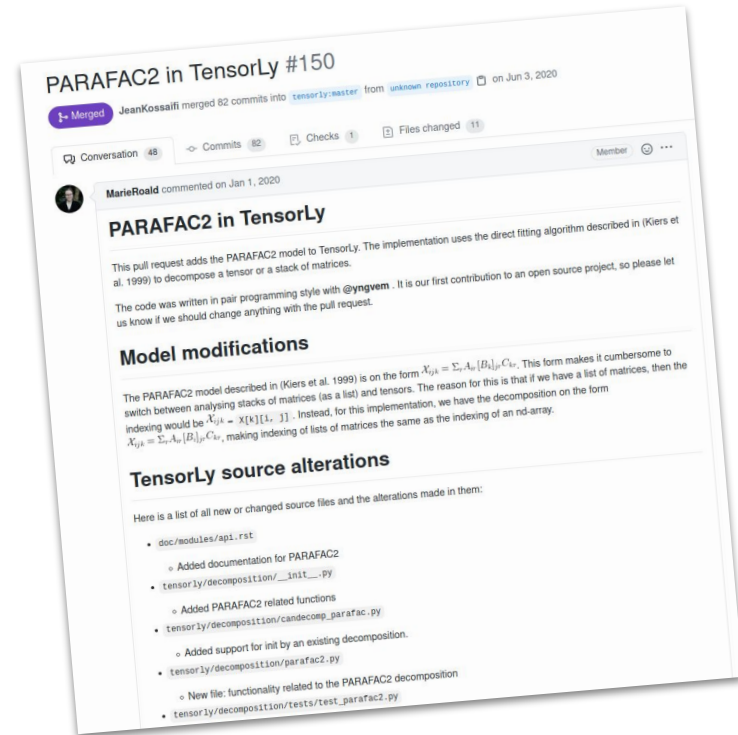 PARAFAC2 in TensorLy #150
Merged JeanKossaifi merged 82 commits into tensorly:master from unknown repository on Jun 3, 2020
Conversation 48 Commits 82 Checks 1 Files changed 11
MarieRoald commented on Jan 1, 2020 Member
PARAFAC2 in TensorLy
This pull request adds the PARAFAC2 model to TensorLy. The implementation uses the direct fitting algorithm described in (Kiers et
al. 1999) to decompose a tensor or a stack of matrices.
The code was written in pair programming style with @yngvem . It is our first contribution to an open source project, so please let
us know if we should change anything with the pull request.
Model modifications
The PARAFAC2 model described in (Kiers et al. 1999) is on the form X_{ijk} = Σ_r A_{ir}[B_k]_{jr}C_{kr}. This form makes it cumbersome to
switch between analysing stacks of matrices (as a list) and tensors. The reason for this is that if we have a list of matrices, then the
indexing would be X_{ijk} = X[k][i, j] . Instead, for this implementation, we have the decomposition on the form
X_{ijk} = Σ_r A_{ir}[B_i]_{jr}C_{kr}, making indexing of lists of matrices the same as the indexing of an nd-array.
TensorLy source alterations
Here is a list of all new or changed source files and the alterations made in them:
• doc/modules/api.rst
◦ Added documentation for PARAFAC2
• tensorly/decomposition/__init__.py
◦ Added PARAFAC2 related functions
• tensorly/decomposition/candecomp_parafac.py
◦ Added support for init by an existing decomposition.
• tensorly/decomposition/parafac2.py
◦ New file: functionality related to the PARAFAC2 decomposition
• tensorly/decomposition/tests/test_parafac2.py